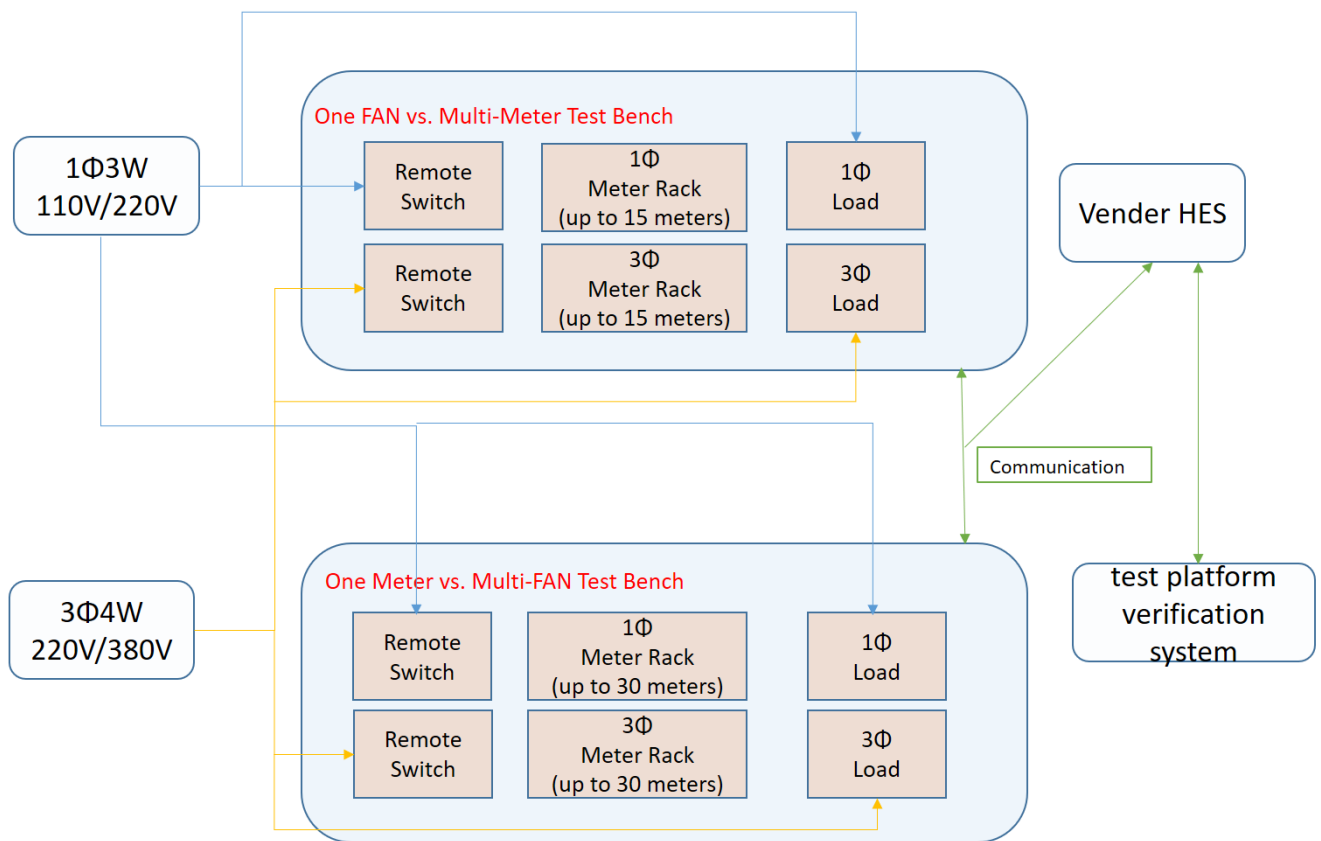 One FAN vs. Multi-Meter Test Bench
1Φ3W
110V/220V
Remote
Switch
1Φ
Meter Rack
(up to 15 meters)
1Φ
Load
Remote
Switch
3Φ
Meter Rack
(up to 15 meters)
3Φ
Load
Vender HES
Communication
3Φ4W
220V/380V
One Meter vs. Multi-FAN Test Bench
Remote
Switch
1Φ
Meter Rack
(up to 30 meters)
1Φ
Load
Remote
Switch
3Φ
Meter Rack
(up to 30 meters)
3Φ
Load
test platform
verification
system